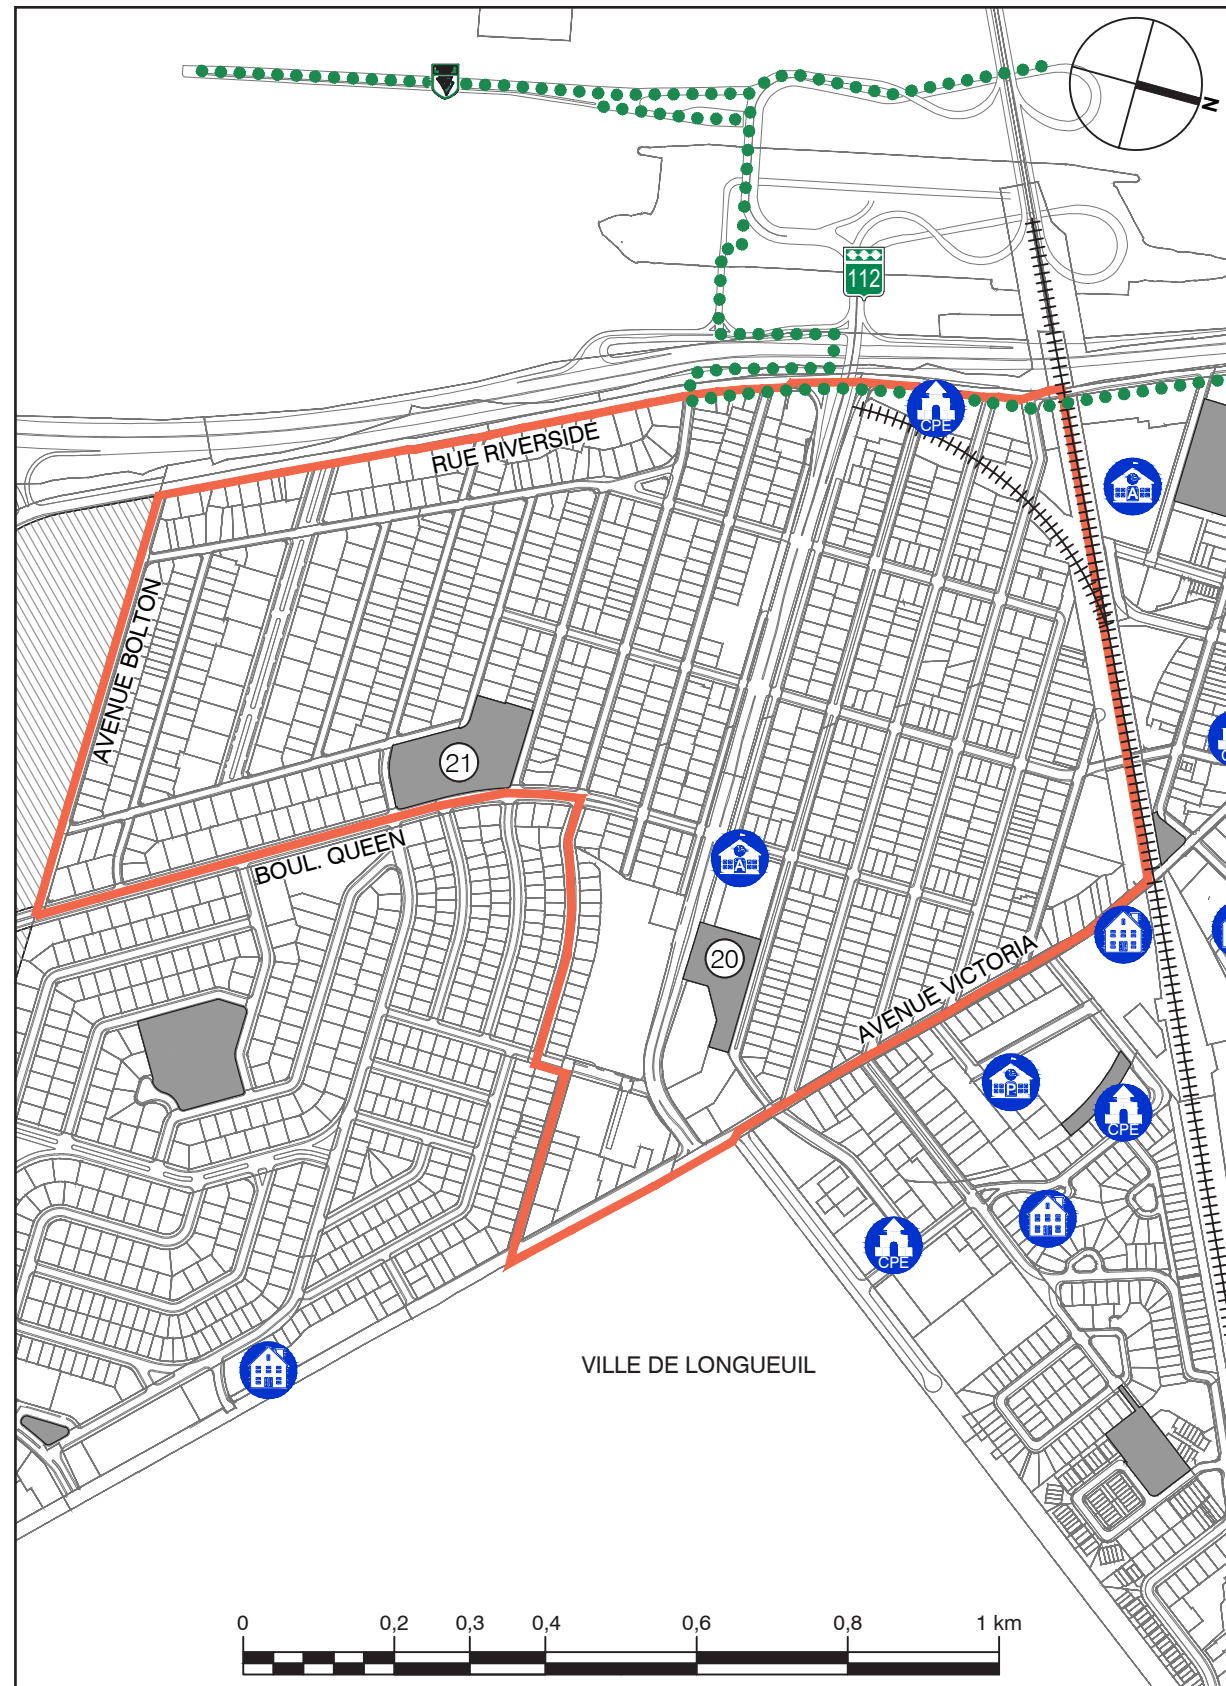 N
112
CPE
A
RUE RIVERSIDE
AVENUE BOLTON
21
BOUL. QUEEN
A
20
AVENUE VICTORIA
P
CPE
CPE
VILLE DE LONGUEUIL
0 0,2 0,3 0,4 0,6 0,8 1 km